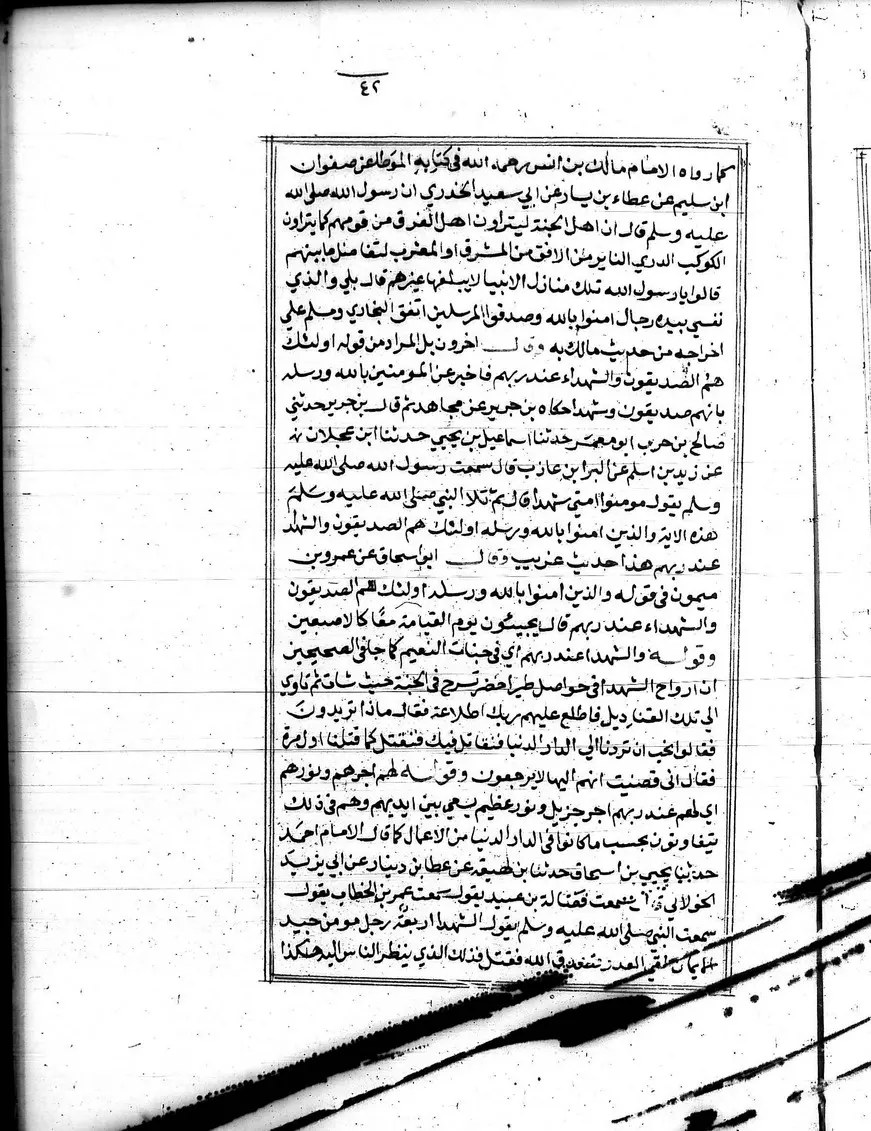 ٤٢
كما رواه الامام مالك بن انس رحمه الله في كتابه الموطا عن صفوان
ابن سليم عن عطاء بن يسار عن ابي سعيد الخدري ان رسول الله صلى الله
عليه وسلم قال ان اهل الجنة ليتراون اهل الغرف من فوقهم كما يتراون
الكوكب الدري الغاير من الافق من المشرق او المغرب لتفاضل ما بينهم
قالوا يا رسول الله تلك منازل الانبيا لا يبلغها غيرهم قال بلي والذي
نفسي بيده رجال امنوا بالله وصدقوا المرسلين اتفق البخاري ومسلم علي
اخراجه من حديث مالك به وقال اخرون بل المراد من قوله اولئك
هم الصديقون والشهداء عند ربهم فاخبر عن المومنين بالله ورسله
بانهم صديقون وشهدا حكاه بن جرير عن مجاهد ثم قال بن جرير حدثني
صالح بن حرب ابو معمر حدثنا اسماعيل بن يحيي حدثنا ابن عجلان
عن زيد بن اسلم عن البرا بن عازب قال سمعت رسول الله صلى الله عليه
وسلم يقول مومنوا امتي شهدا قال ثم تلا النبي صلى الله عليه وسلم
هذه الاية والذين امنوا بالله ورسله اولئك هم الصديقون والشهدا
عند ربهم هذا حديث غريب وقال ابو اسحاق عن عمرو بن
ميمون في قوله والذين امنوا بالله ورسله اولئك هم الصديقون
والشهداء عند ربهم قال يجيئون يوم القيامة معا كالاصبعين
وقوله والشهدا عند ربهم اي في جنات النعيم كما جا في الصحيحين
ان ارواح الشهدا في حواصل طير اخضر تسرح في الجنة حيث شات ثم تاوي
الي تلك القناديل فاطلع عليهم ربك اطلاعة فقال ماذا تريدون
فقالوا نحب ان تردنا الي الدار الدنيا فنقاتل فيك فنقتل كما قتلنا اول مرة
فقال اني قضيت انهم اليها لا يرجعون وقوله لهم اجرهم ونورهم
اي لهم عند ربهم اجر جزيل ونور عظيم يسعي بين ايديهم وهم في ذلك
يتفاوتون بحسب ما كانوا في الدار الدنيا من الاعمال كما قال الامام احمد
حدثنا يحيي بن اسحاق حدثنا بن لهيعة عن عطا بن دينار عن ابي يزيد
الخولاني قال سمعت فضالة بن عبيد يقول سمعت عمر بن الخطاب يقول
سمعت النبي صلى الله عليه وسلم يقول الشهدا اربعة رجل مومن جيد
الايمان لقي العدو فصدق الله فقتل فذلك الذي ينظر الناس اليه هكذا